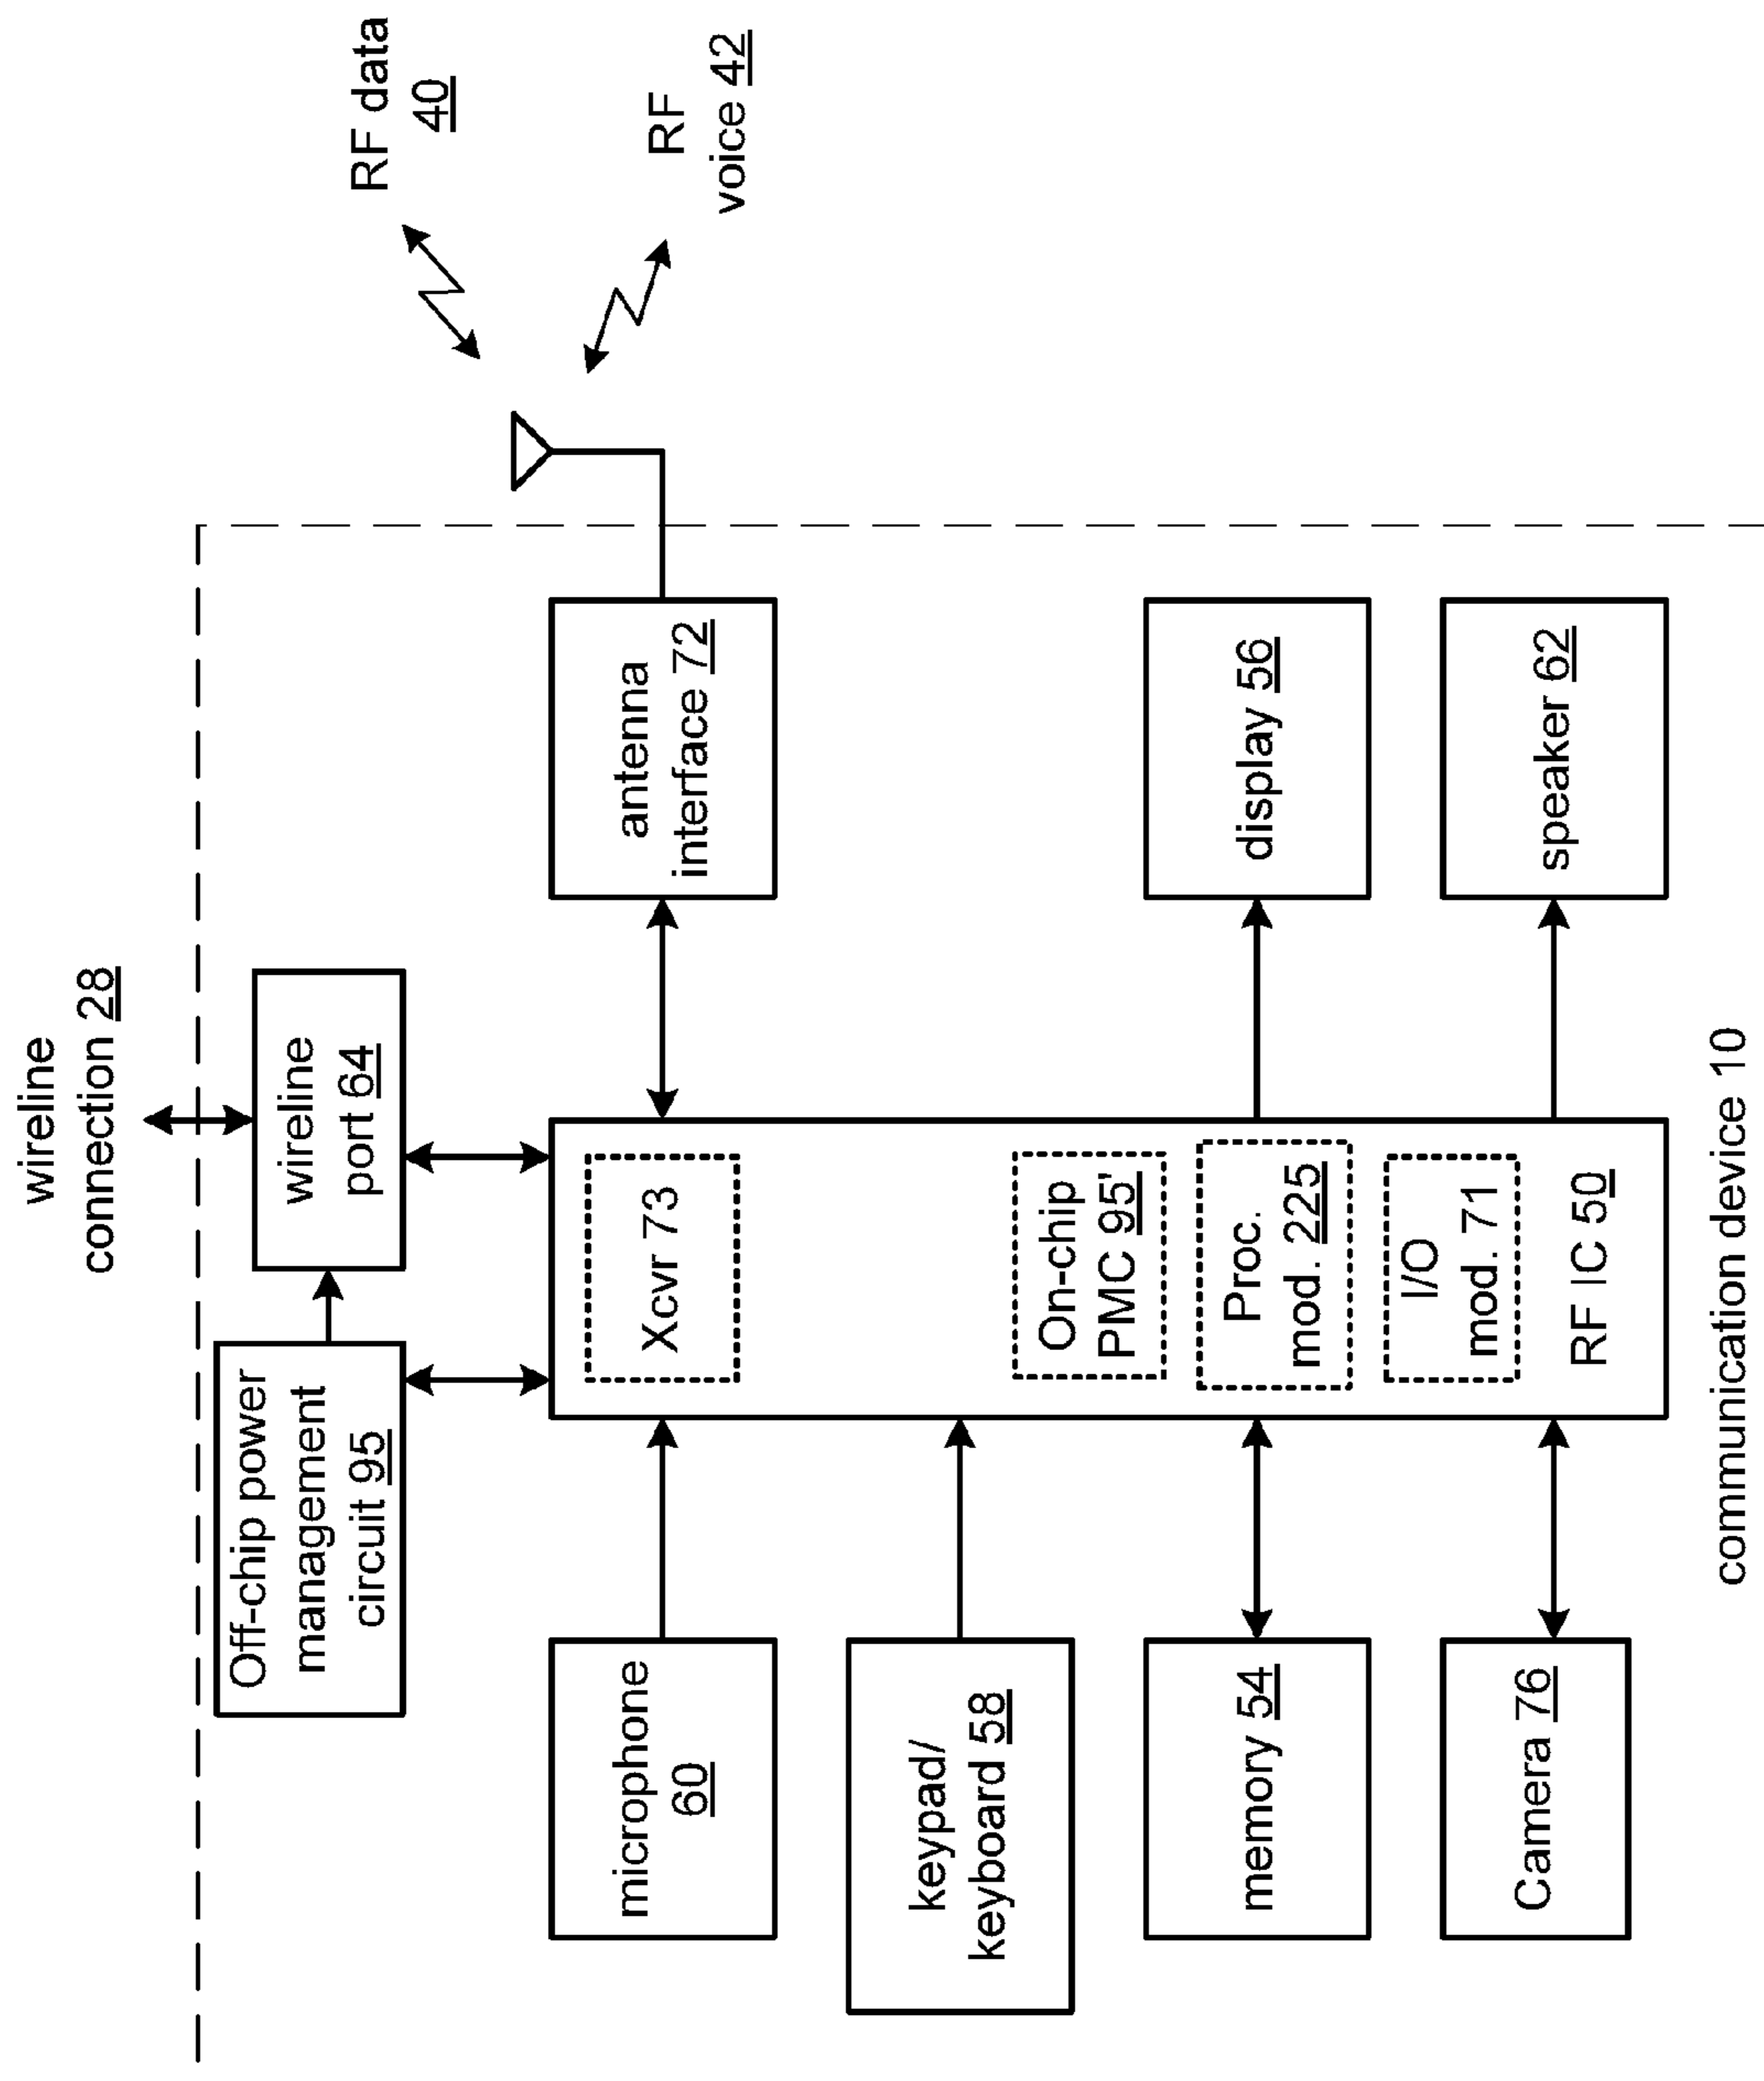 wireline
connection 28
RF data
40
RF
voice 42
Off-chip power
management
circuit 95
wireline
port 64
microphone
60
Xcvr 73
antenna
interface 72
keypad/
keyboard 58
On-chip
PMC 95'
memory 54
Proc.
mod. 225
display 56
Camera 76
I/O
mod. 71
RF IC 50
speaker 62
communication device 10